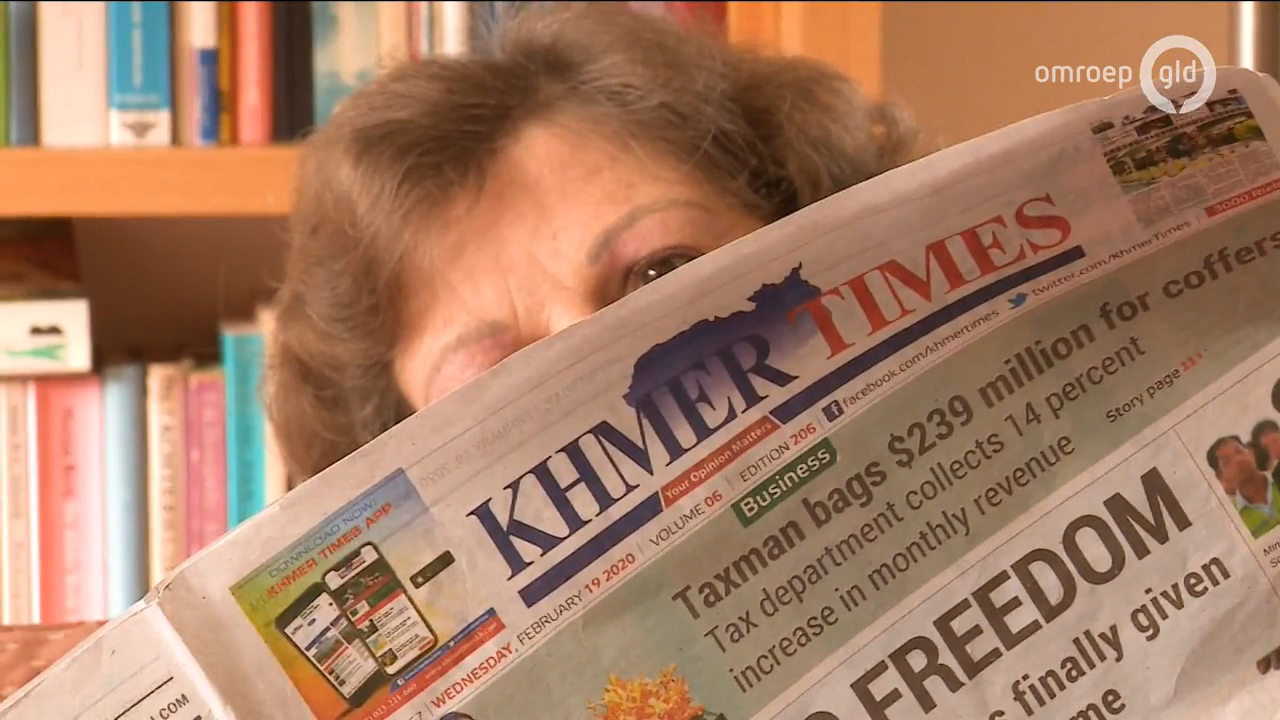 omroep gld
KHMER TIMES
Your Opinion Matters
facebook.com/khmertimes
twitter.com/KhmerTimes
DOWNLOAD NOW!
KHMER TIMES APP
WEDNESDAY, FEBRUARY 19 2020 | VOLUME 06 | EDITION 206
Business
Taxman bags $239 million for coffers
Tax department collects 14 percent
increase in monthly revenue
Story page
FREEDOM
finally given